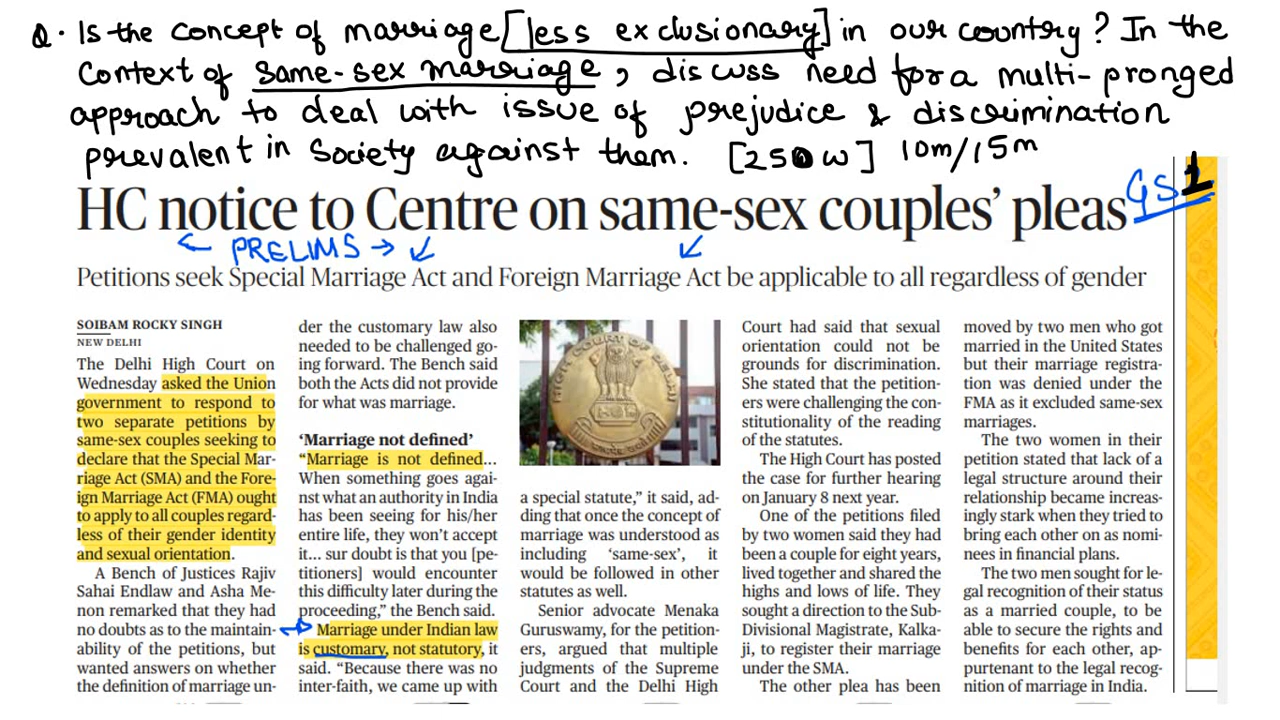 Q. Is the concept of marriage [less exclusionary] in our country? In the
context of same-sex marriage, discuss need for a multi-pronged
approach to deal with issue of prejudice & discrimination
prevalent in society against them. [250 w] 10m/15m
GS 1
HC notice to Centre on same-sex couples' pleas
← PRELIMS →
Petitions seek Special Marriage Act and Foreign Marriage Act be applicable to all regardless of gender
SOIBAM ROCKY SINGH
NEW DELHI
The Delhi High Court on
Wednesday asked the Union
government to respond to
two separate petitions by
same-sex couples seeking to
declare that the Special Mar-
riage Act (SMA) and the Fore-
ign Marriage Act (FMA) ought
to apply to all couples regard-
less of their gender identity
and sexual orientation.
A Bench of Justices Rajiv
Sahai Endlaw and Asha Me-
non remarked that they had
no doubts as to the maintain-
ability of the petitions, but
wanted answers on whether
the definition of marriage un-
der the customary law also
needed to be challenged go-
ing forward. The Bench said
both the Acts did not provide
for what was marriage.
'Marriage not defined'
"Marriage is not defined...
When something goes agai-
nst what an authority in India
has been seeing for his/her
entire life, they won't accept
it... sur doubt is that you [pe-
titioners] would encounter
this difficulty later during the
proceeding," the Bench said.
Marriage under Indian law
is customary, not statutory, it
said. "Because there was no
inter-faith, we came up with
a special statute," it said, ad-
ding that once the concept of
marriage was understood as
including 'same-sex', it
would be followed in other
statutes as well.
Senior advocate Menaka
Guruswamy, for the petition-
ers, argued that multiple
judgments of the Supreme
Court and the Delhi High
Court had said that sexual
orientation could not be
grounds for discrimination.
She stated that the petition-
ers were challenging the con-
stitutionality of the reading
of the statutes.
The High Court has posted
the case for further hearing
on January 8 next year.
One of the petitions filed
by two women said they had
been a couple for eight years,
lived together and shared the
highs and lows of life. They
sought a direction to the Sub-
Divisional Magistrate, Kalka-
ji, to register their marriage
under the SMA.
The other plea has been
moved by two men who got
married in the United States
but their marriage registra-
tion was denied under the
FMA as it excluded same-sex
marriages.
The two women in their
petition stated that lack of a
legal structure around their
relationship became increas-
ingly stark when they tried to
bring each other on as nomi-
nees in financial plans.
The two men sought for le-
gal recognition of their status
as a married couple, to be
able to secure the rights and
benefits for each other, ap-
purtenant to the legal recog-
nition of marriage in India.